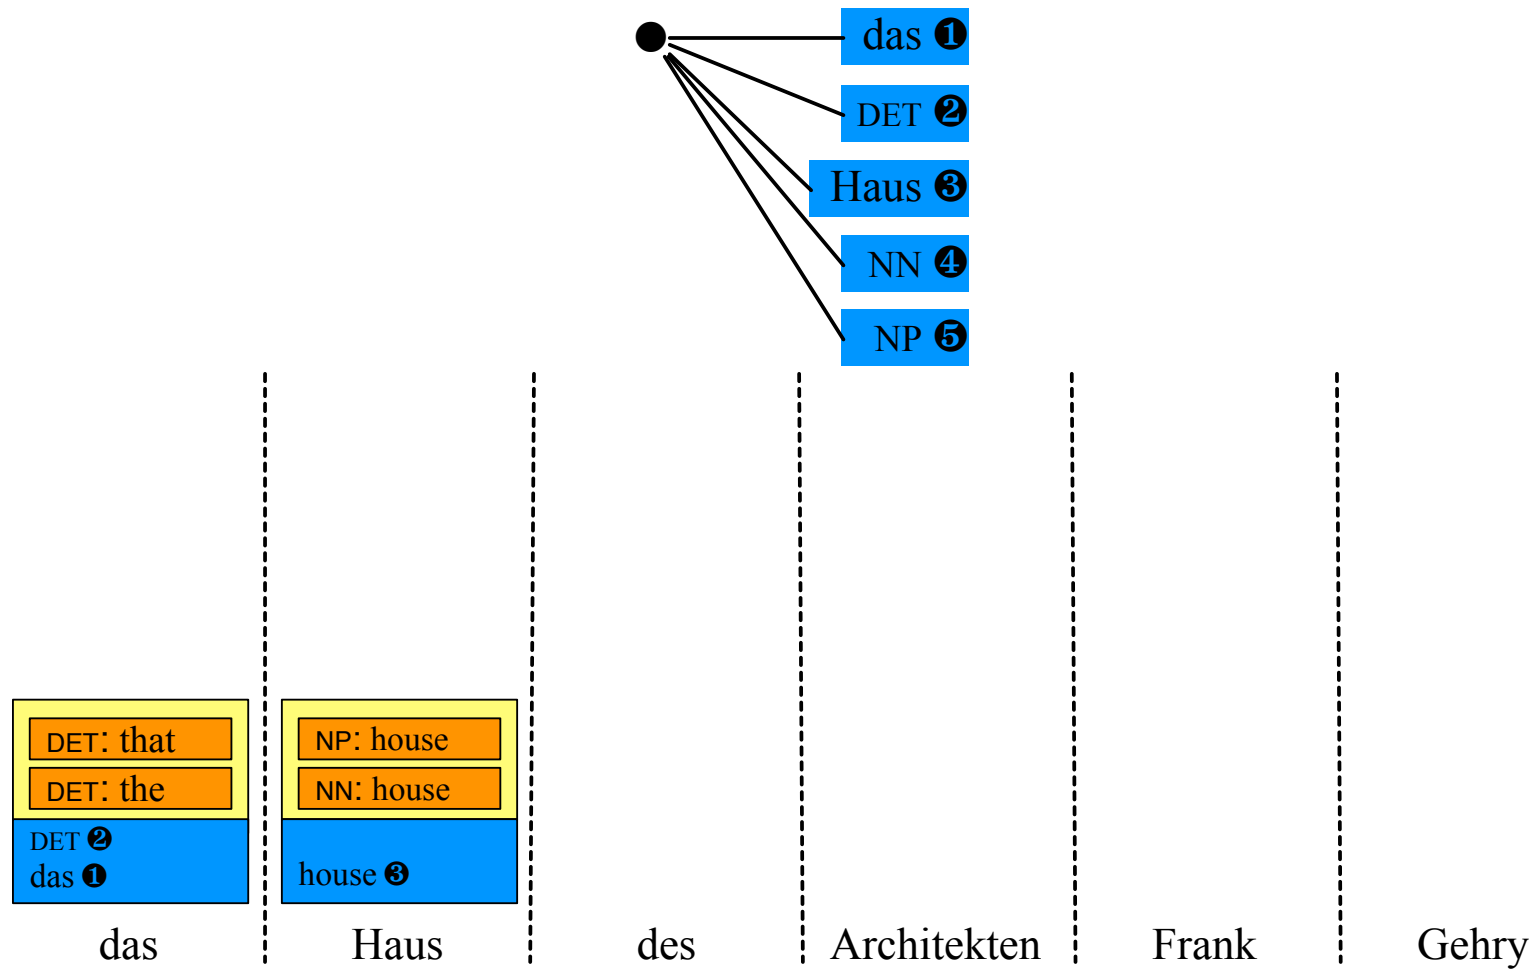 das ❶
DET ❷
Haus ❸
NN ❹
NP ❺
DET: that
DET: the
DET ❷
das ❶
NP: house
NN: house
house ❸
das Haus des Architekten Frank Gehry